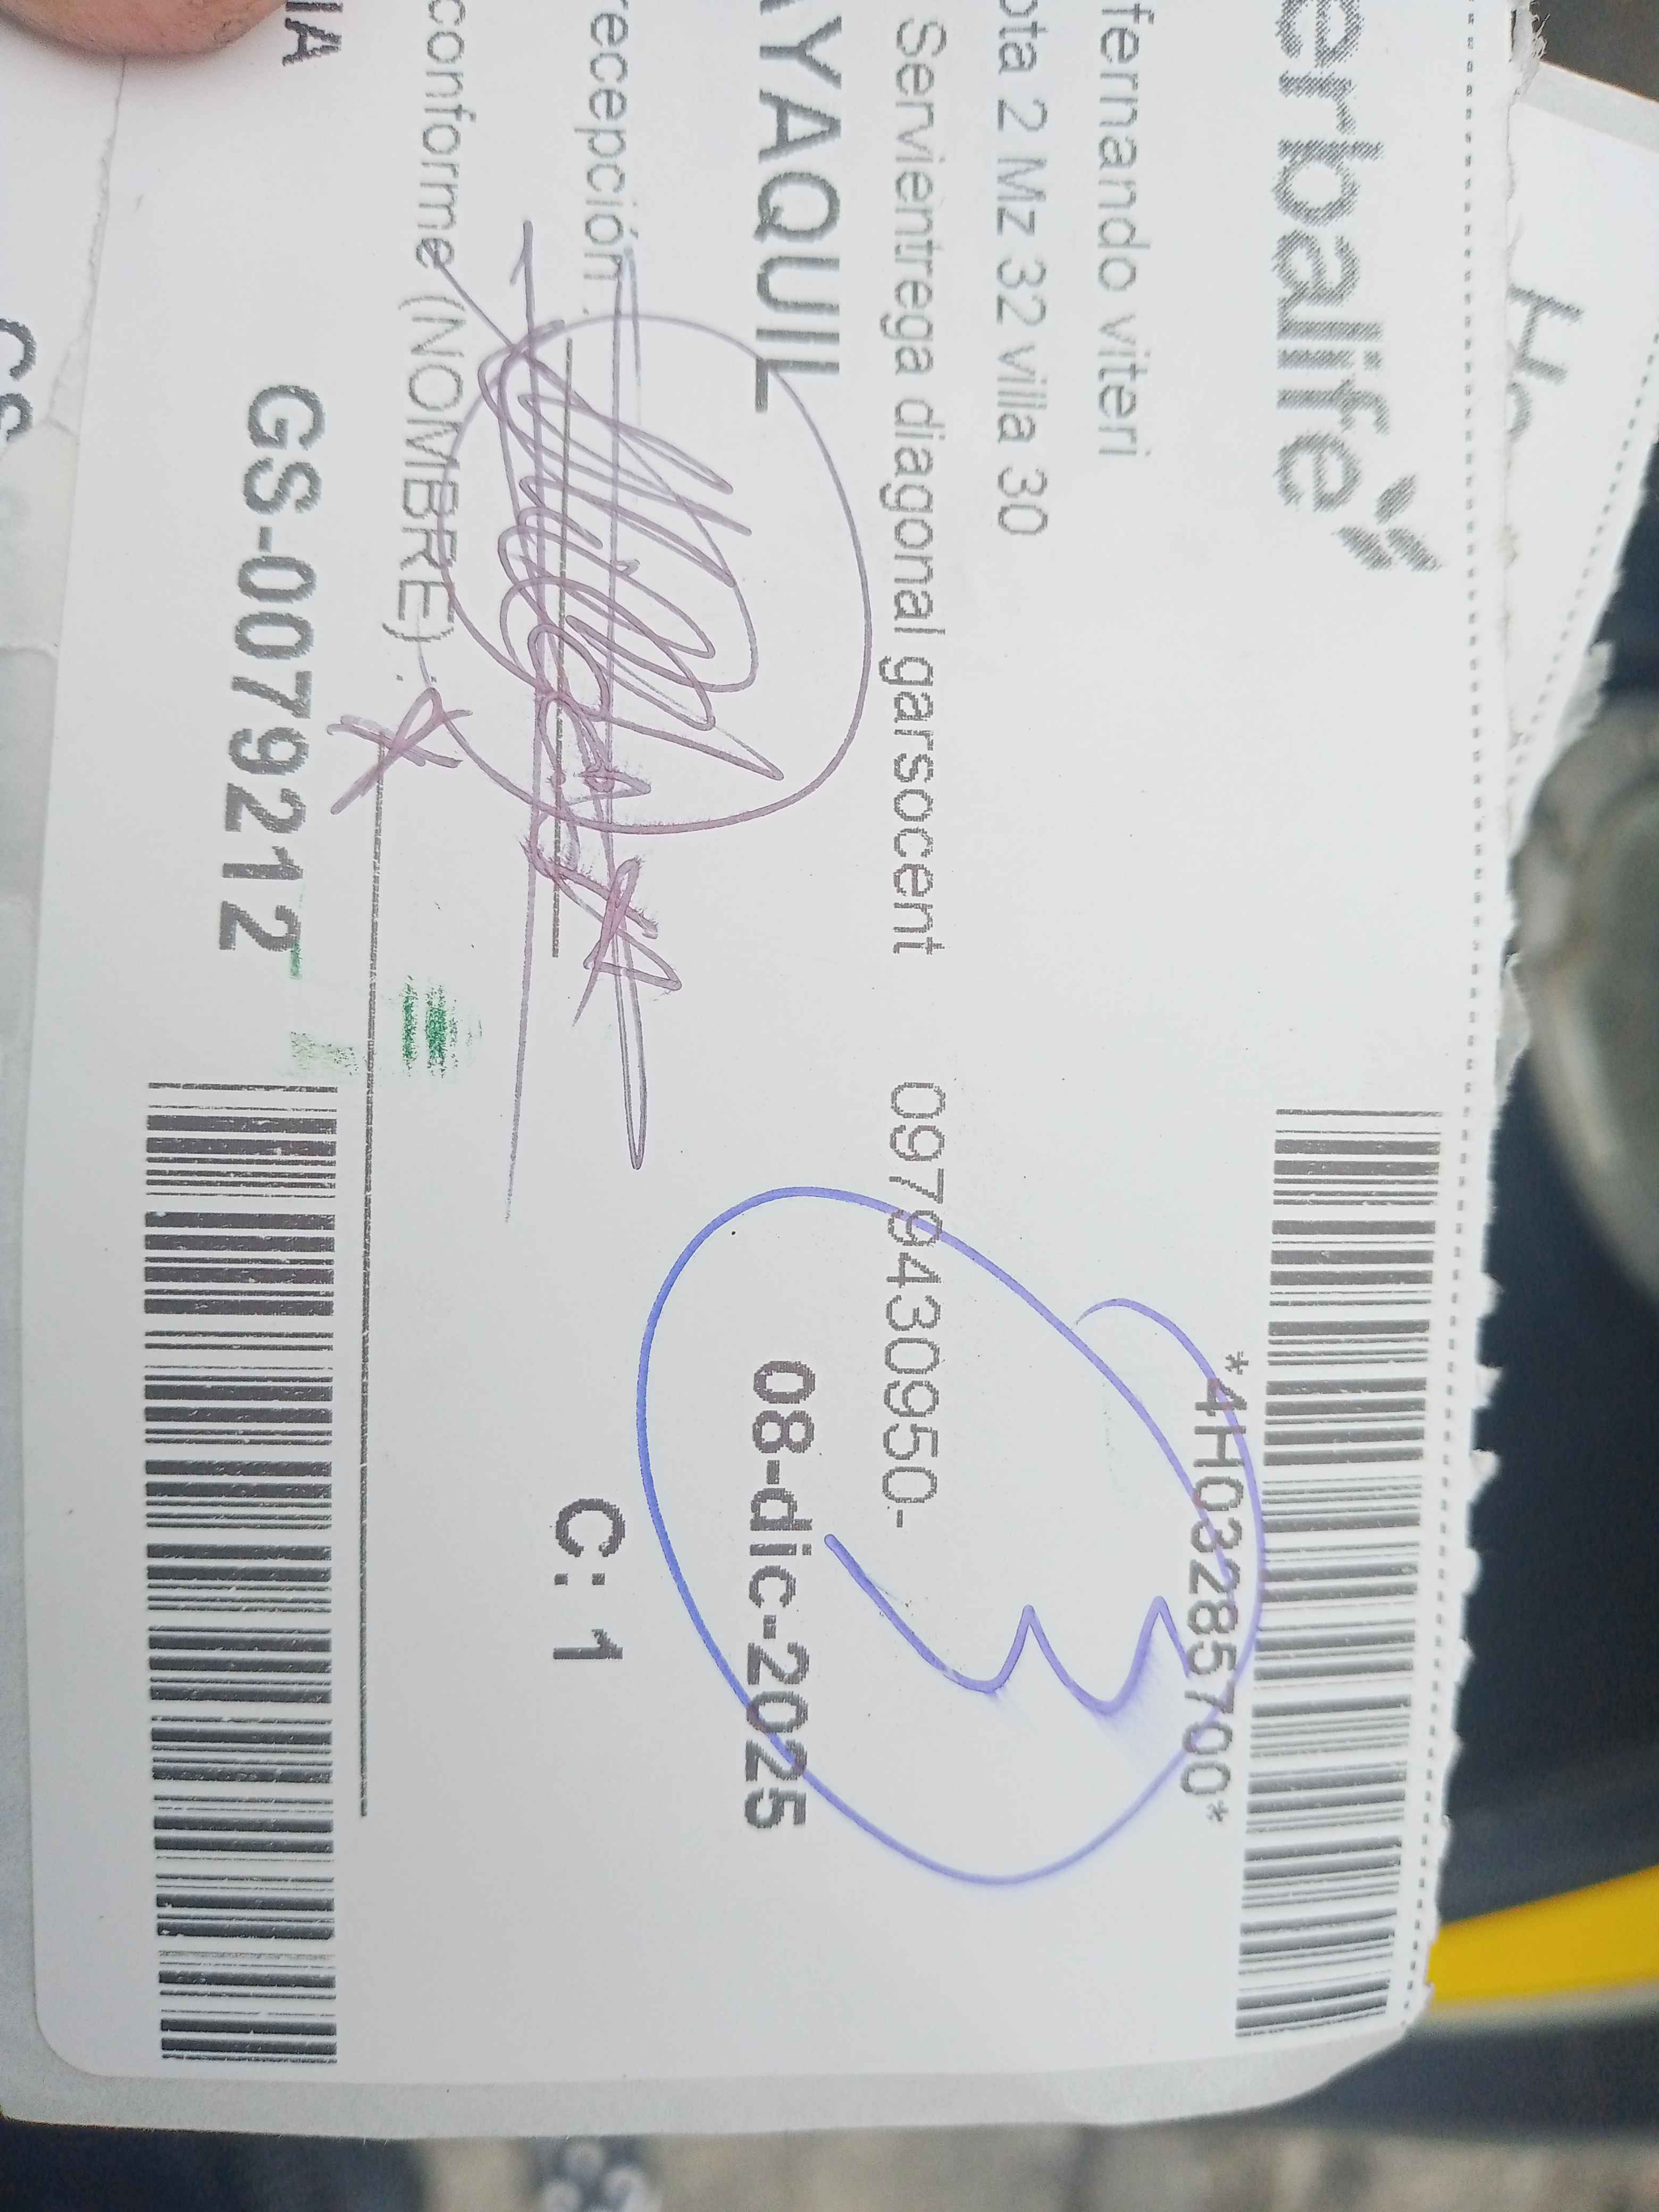 erbalife
*4H03285700*
fernando viteri
ota 2 Mz 32 villa 30
Servientrega diagonal garsocent 0979430950-
AYAQUIL 08-dic-2025
recepción :
C: 1
conforme (NOMBRE) :
IA GS-0079212